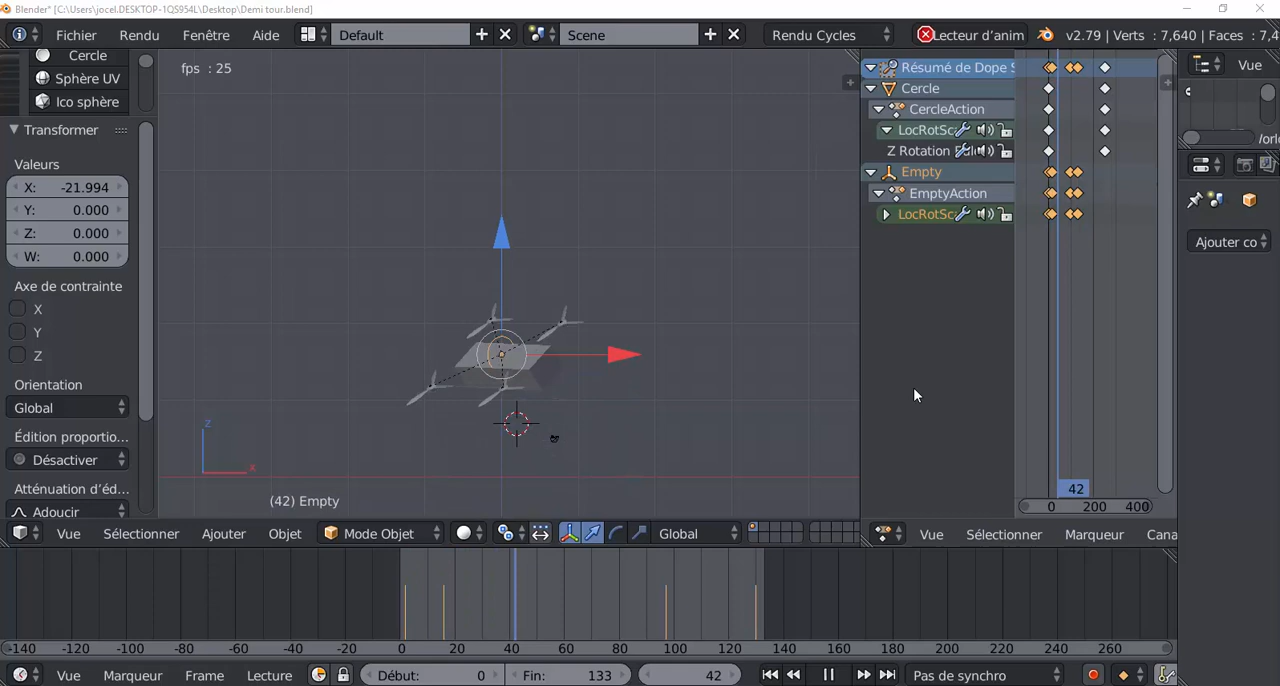 Blender* [C:\Users\jocel.DESKTOP-1QS954L\Desktop\Demi tour.blend]
Fichier Rendu Fenêtre Aide Default Scene Rendu Cycles Lecteur d'anim v2.79 | Verts : 7,640 | Faces : 7,4
Cercle
Sphère UV
Ico sphère
Transformer
Valeurs
X: -21.994
Y: 0.000
Z: 0.000
W: 0.000
Axe de contrainte
X
Y
Z
Orientation
Global
Édition proportio...
Désactiver
Atténuation d'éd...
Adoucir
fps : 25
z
x
(42) Empty
Vue Sélectionner Ajouter Objet Mode Objet Global
Résumé de Dope S
Cercle
CercleAction
LocRotSc
Z Rotation
Empty
EmptyAction
LocRotSc
42
0 200 400
Vue Sélectionner Marqueur Cana
Vue
/orl
Ajouter co
-140 -120 -100 -80 -60 -40 -20 0 20 40 60 80 100 120 140 160 180 200 220 240 260
Vue Marqueur Frame Lecture Début: 0 Fin: 133 42 Pas de synchro